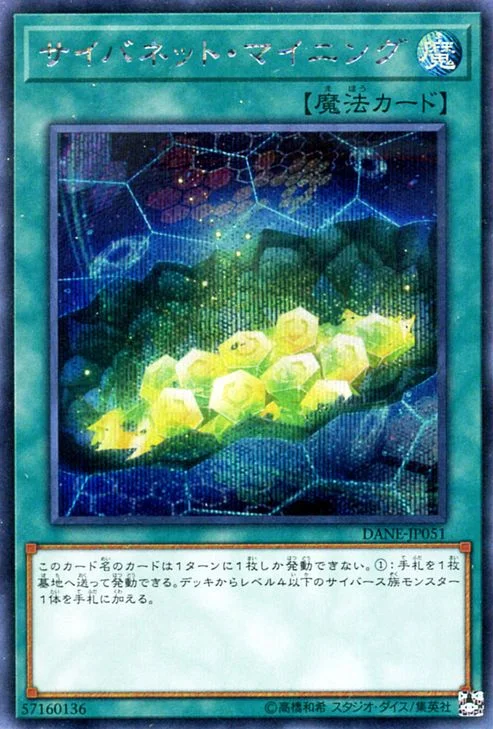 サイバネット・マイニング
魔
【魔法カード】
DANE-JP051
このカード名のカードは１ターンに１枚しか発動できない。①：手札を１枚
墓地へ送って発動できる。デッキからレベル４以下のサイバース族モンスター
１体を手札に加える。
57160136
©高橋和希 スタジオ・ダイス/集英社